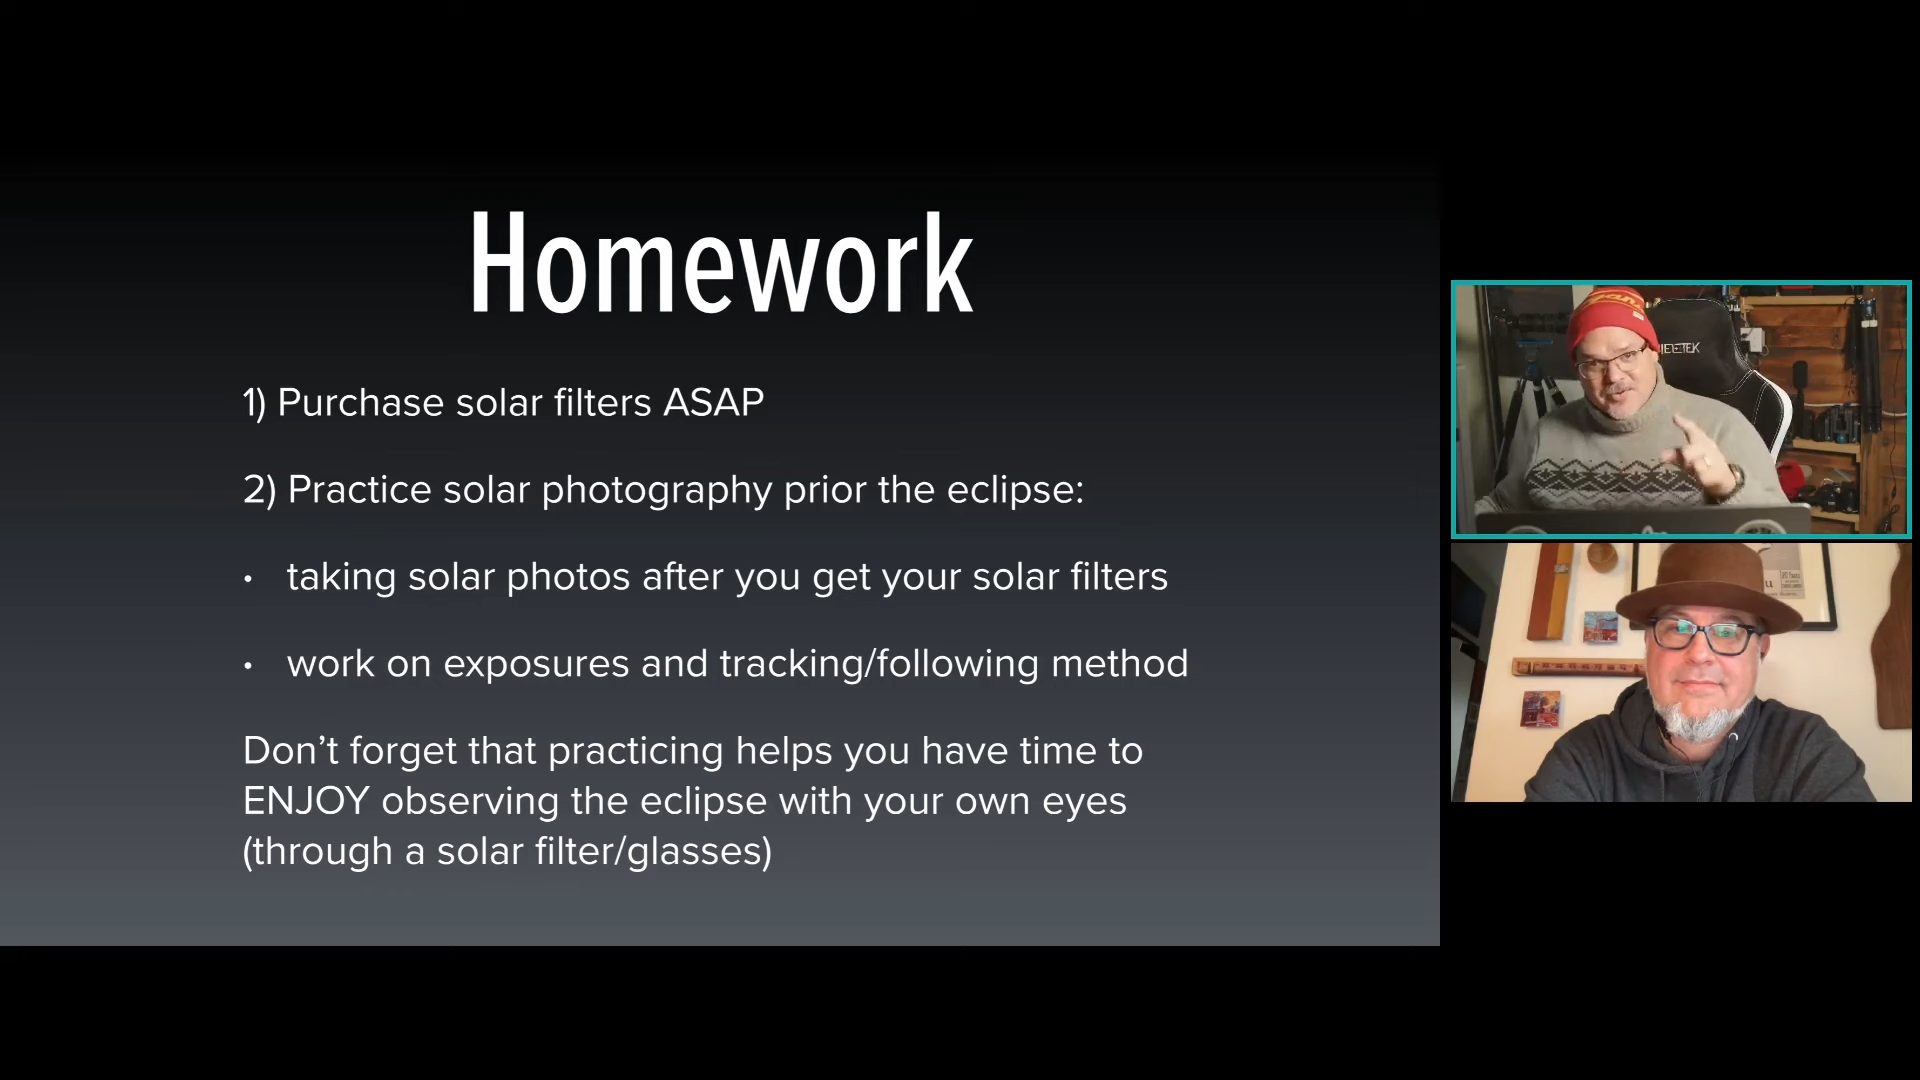 Homework
1) Purchase solar filters ASAP
2) Practice solar photography prior the eclipse:
• taking solar photos after you get your solar filters
• work on exposures and tracking/following method
Don’t forget that practicing helps you have time to
ENJOY observing the eclipse with your own eyes
(through a solar filter/glasses)